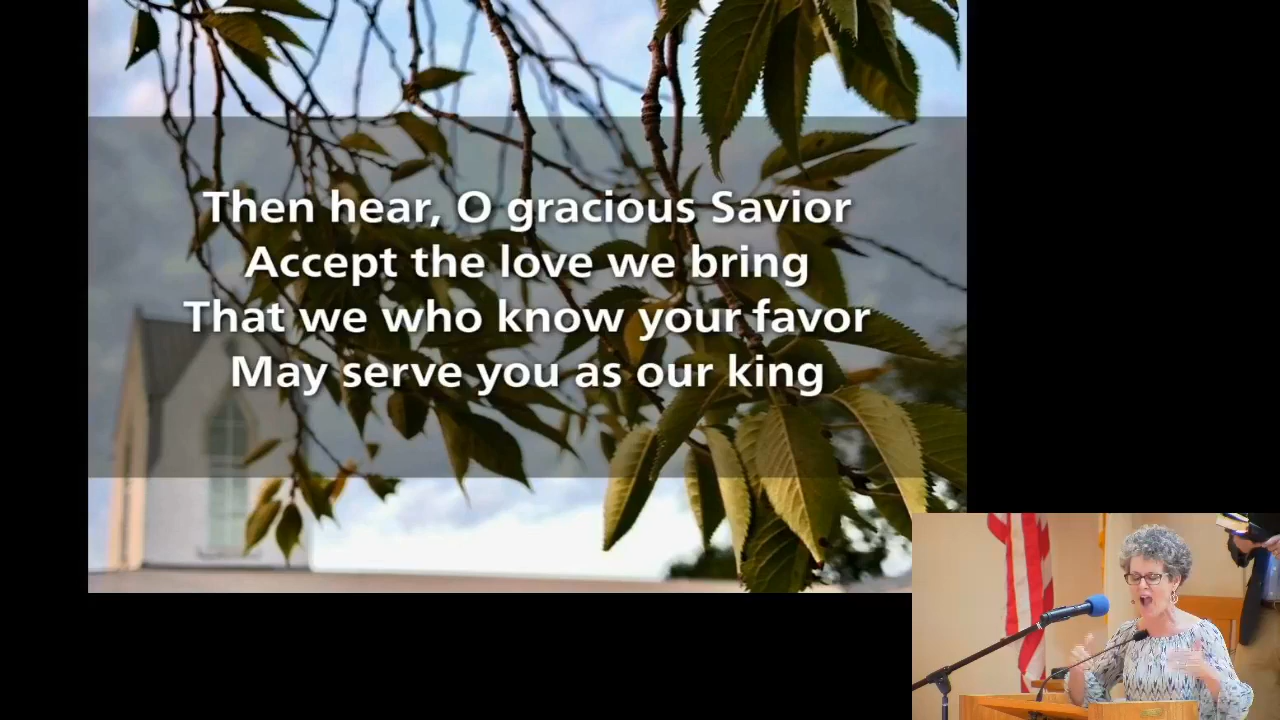 Then hear, O gracious Savior
Accept the love we bring
That we who know your favor
May serve you as our king